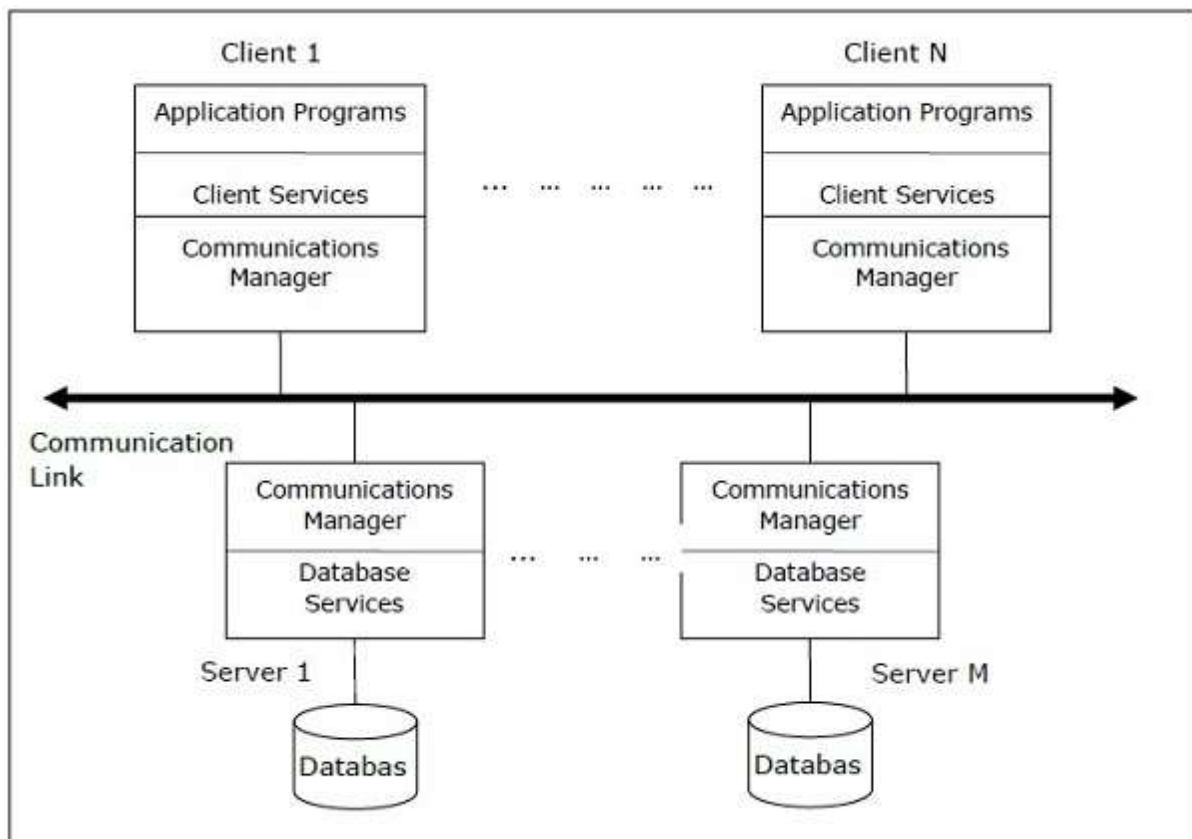 Client 1
Client N
Application Programs
Application Programs
Client Services
... ... ... ... ...
Client Services
Communications
Manager
Communications
Manager
Communication
Link
Communications
Manager
Communications
Manager
... ... ...
Database
Services
Database
Services
Server 1
Server M
Databas
Databas